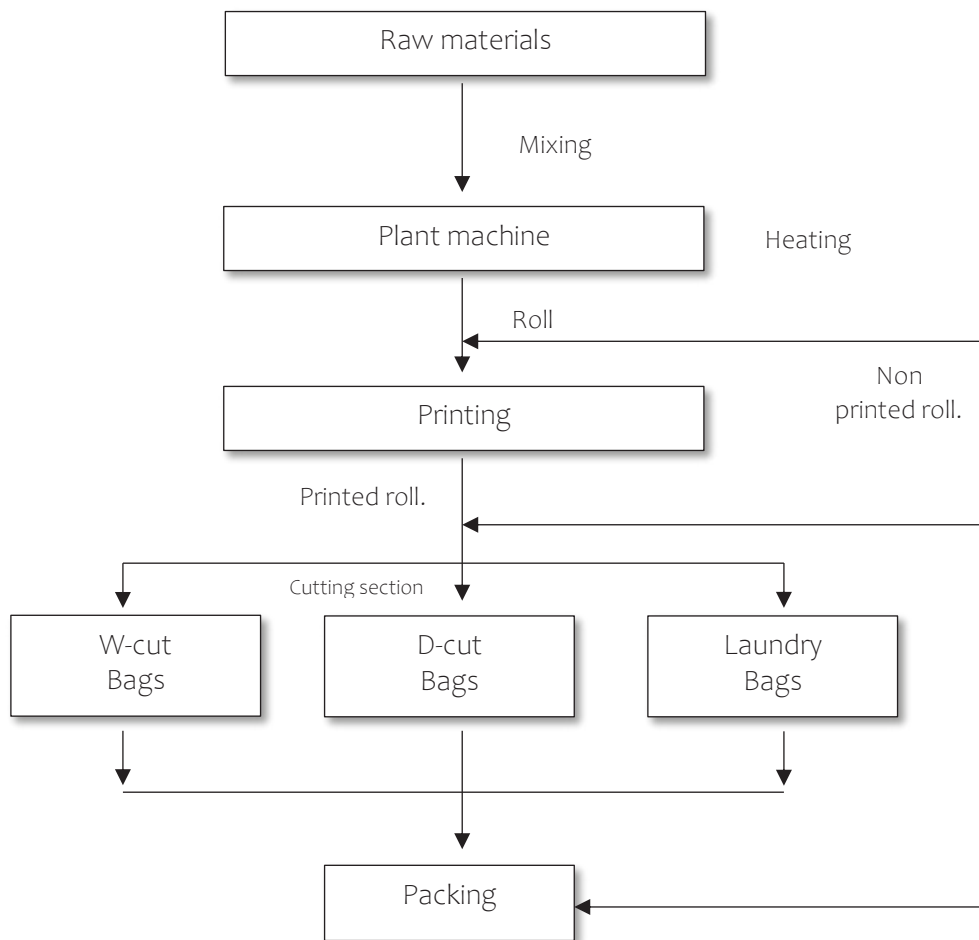 Raw materials
Mixing
Plant machine
Heating
Roll
Non
printed roll.
Printing
Printed roll.
Cutting section
W-cut
Bags
D-cut
Bags
Laundry
Bags
Packing